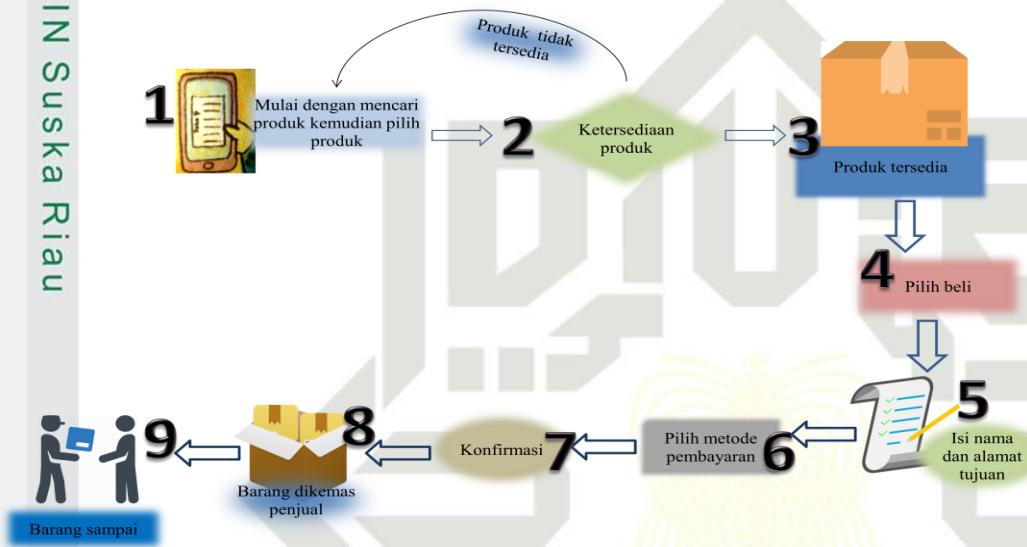 IN Suska Riau
Produk tidak
tersedia
1
Mulai dengan mencari
produk kemudian pilih
produk
2
Ketersediaan
produk
3
Produk tersedia
4
Pilih beli
5
Isi nama
dan alamat
tujuan
6
Pilih metode
pembayaran
7
Konfirmasi
8
Barang dikemas
penjual
9
Barang sampai